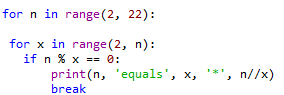 for n in range(2, 22):
for x in range(2, n):
if n % x == 0:
print(n, 'equals', x, '*', n//x)
break